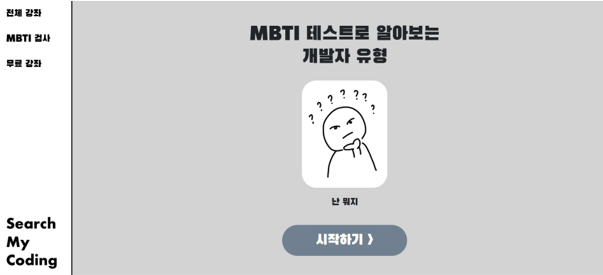 전체 강좌
MBTI 검사
무료 강좌
Search
My
Coding
MBTI 테스트로 알아보는
개발자 유형
? ? ? ? ? ? ?
난 뭐지
시작하기 》